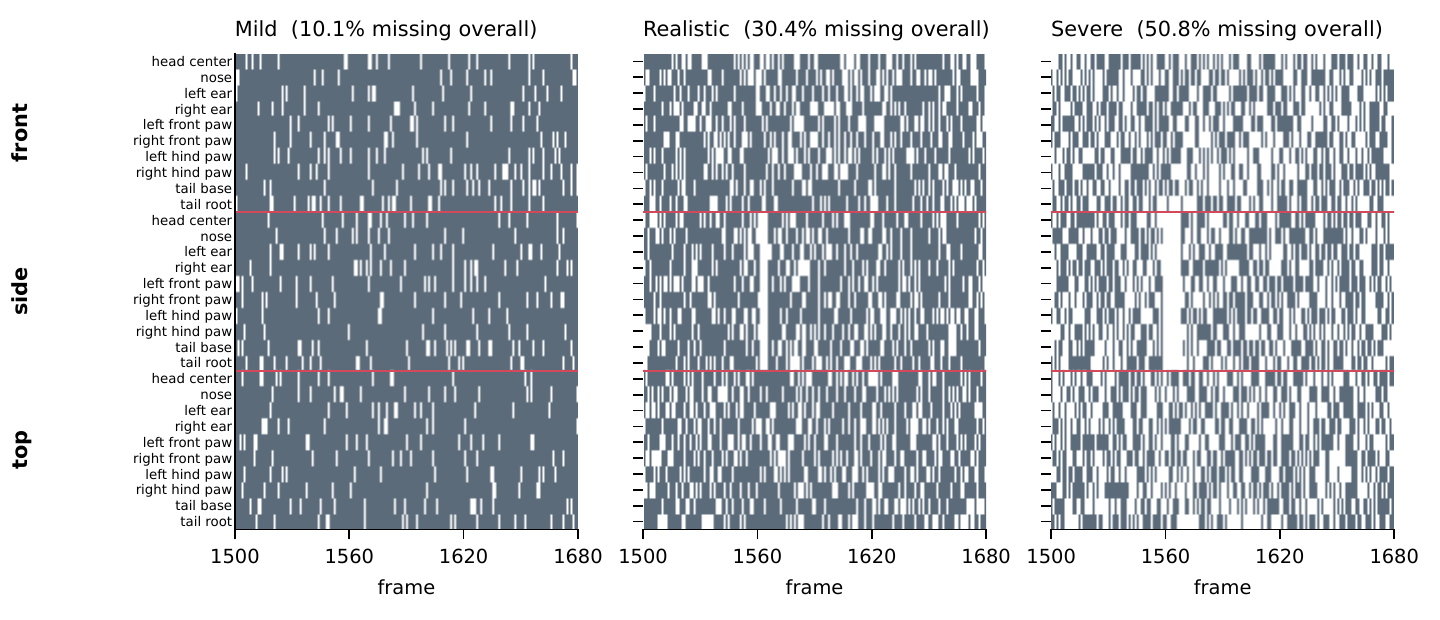 Mild (10.1% missing overall)
Realistic (30.4% missing overall)
Severe (50.8% missing overall)
front
head center
nose
left ear
right ear
left front paw
right front paw
left hind paw
right hind paw
tail base
tail root
side
head center
nose
left ear
right ear
left front paw
right front paw
left hind paw
right hind paw
tail base
tail root
top
head center
nose
left ear
right ear
left front paw
right front paw
left hind paw
right hind paw
tail base
tail root
1500 1560 1620 1680
1500 1560 1620 1680
1500 1560 1620 1680
frame
frame
frame